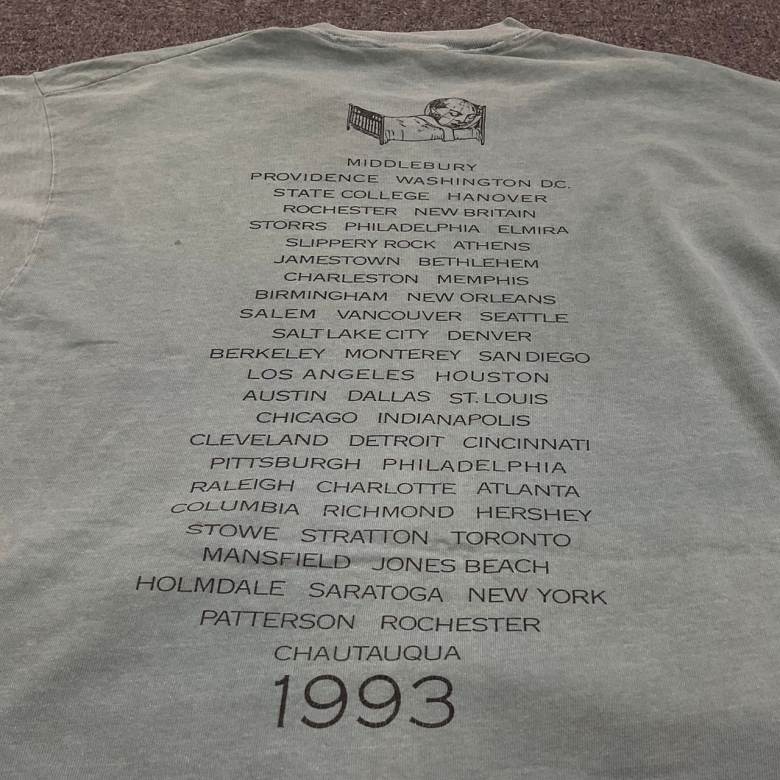 MIDDLEBURY
PROVIDENCE WASHINGTON D.C.
STATE COLLEGE HANOVER
ROCHESTER NEW BRITAIN
STORRS PHILADELPHIA ELMIRA
SLIPPERY ROCK ATHENS
JAMESTOWN BETHLEHEM
CHARLESTON MEMPHIS
BIRMINGHAM NEW ORLEANS
SALEM VANCOUVER SEATTLE
SALT LAKE CITY DENVER
BERKELEY MONTEREY SAN DIEGO
LOS ANGELES HOUSTON
AUSTIN DALLAS ST. LOUIS
CHICAGO INDIANAPOLIS
CLEVELAND DETROIT CINCINNATI
PITTSBURGH PHILADELPHIA
RALEIGH CHARLOTTE ATLANTA
COLUMBIA RICHMOND HERSHEY
STOWE STRATTON TORONTO
MANSFIELD JONES BEACH
HOLMDALE SARATOGA NEW YORK
PATTERSON ROCHESTER
CHAUTAUQUA
1993